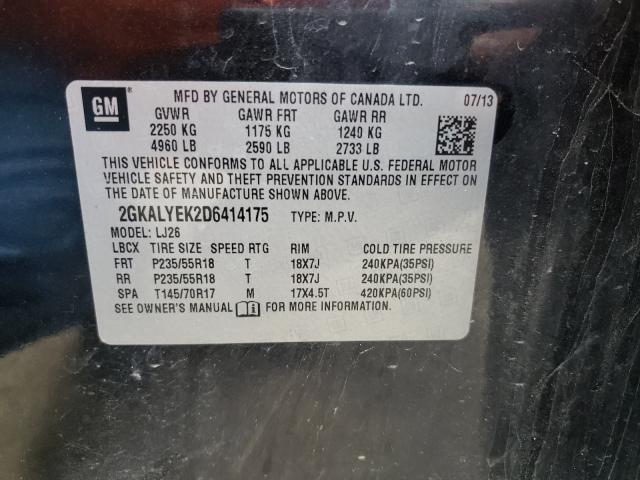 GM
®
MFD BY GENERAL MOTORS OF CANADA LTD. 07/13
GVWR GAWR FRT GAWR RR
2250 KG 1175 KG 1240 KG
4960 LB 2590 LB 2733 LB
THIS VEHICLE CONFORMS TO ALL APPLICABLE U.S. FEDERAL MOTOR
VEHICLE SAFETY AND THEFT PREVENTION STANDARDS IN EFFECT ON
THE DATE OF MANUFACTURE SHOWN ABOVE.
2GKALYEK2D6414175 TYPE: M.P.V.
MODEL: LJ26
LBCX TIRE SIZE SPEED RTG RIM COLD TIRE PRESSURE
FRT P235/55R18 T 18X7J 240KPA(35PSI)
RR P235/55R18 T 18X7J 240KPA(35PSI)
SPA T145/70R17 M 17X4.5T 420KPA(60PSI)
SEE OWNER'S MANUAL FOR MORE INFORMATION.